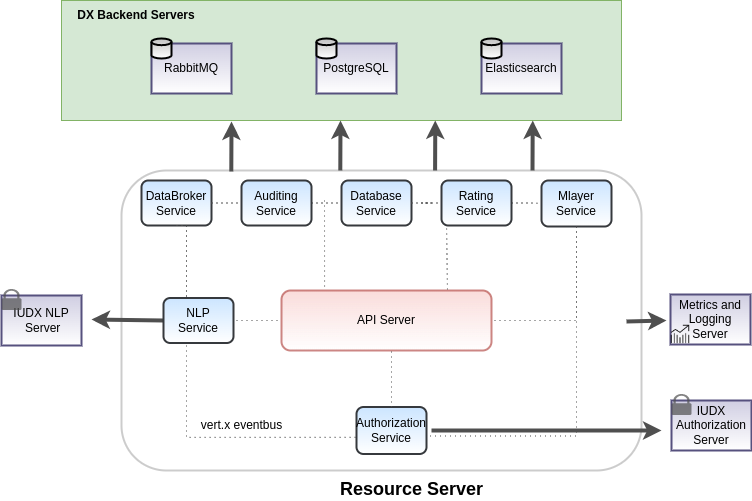 DX Backend Servers
RabbitMQ
PostgreSQL
Elasticsearch
DataBroker
Service
Auditing
Service
Database
Service
Rating
Service
Mlayer
Service
IUDX NLP
Server
NLP
Service
API Server
Metrics and
Logging
Server
vert.x eventbus
Authorization
Service
IUDX
Authorization
Server
Resource Server